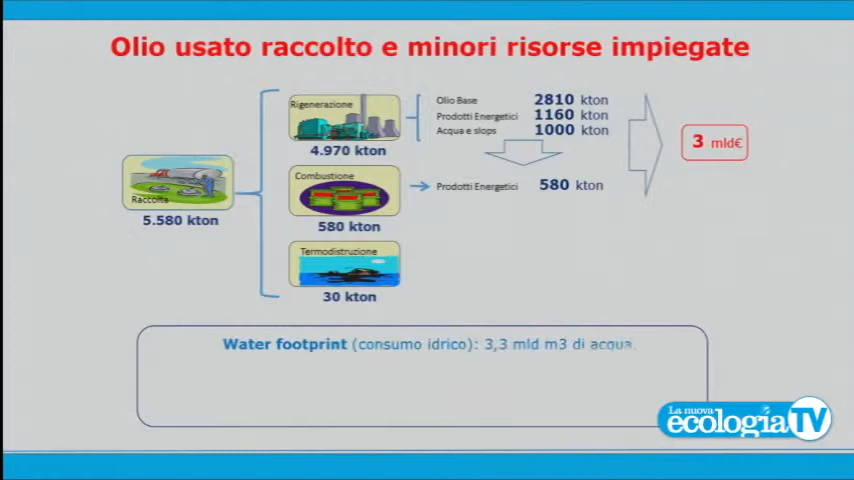 Olio usato raccolto e minori risorse impiegate
Rigenerazione
4.970 kton
Olio Base 2810 kton
Prodotti Energetici 1160 kton
Acqua e slops 1000 kton
3 mld€
Raccolta
5.580 kton
Combustione
580 kton
Prodotti Energetici 580 kton
Termodistruzione
30 kton
Water footprint (consumo idrico): 3,3 mld m3 di acqua.
La nuova
ecologia TV